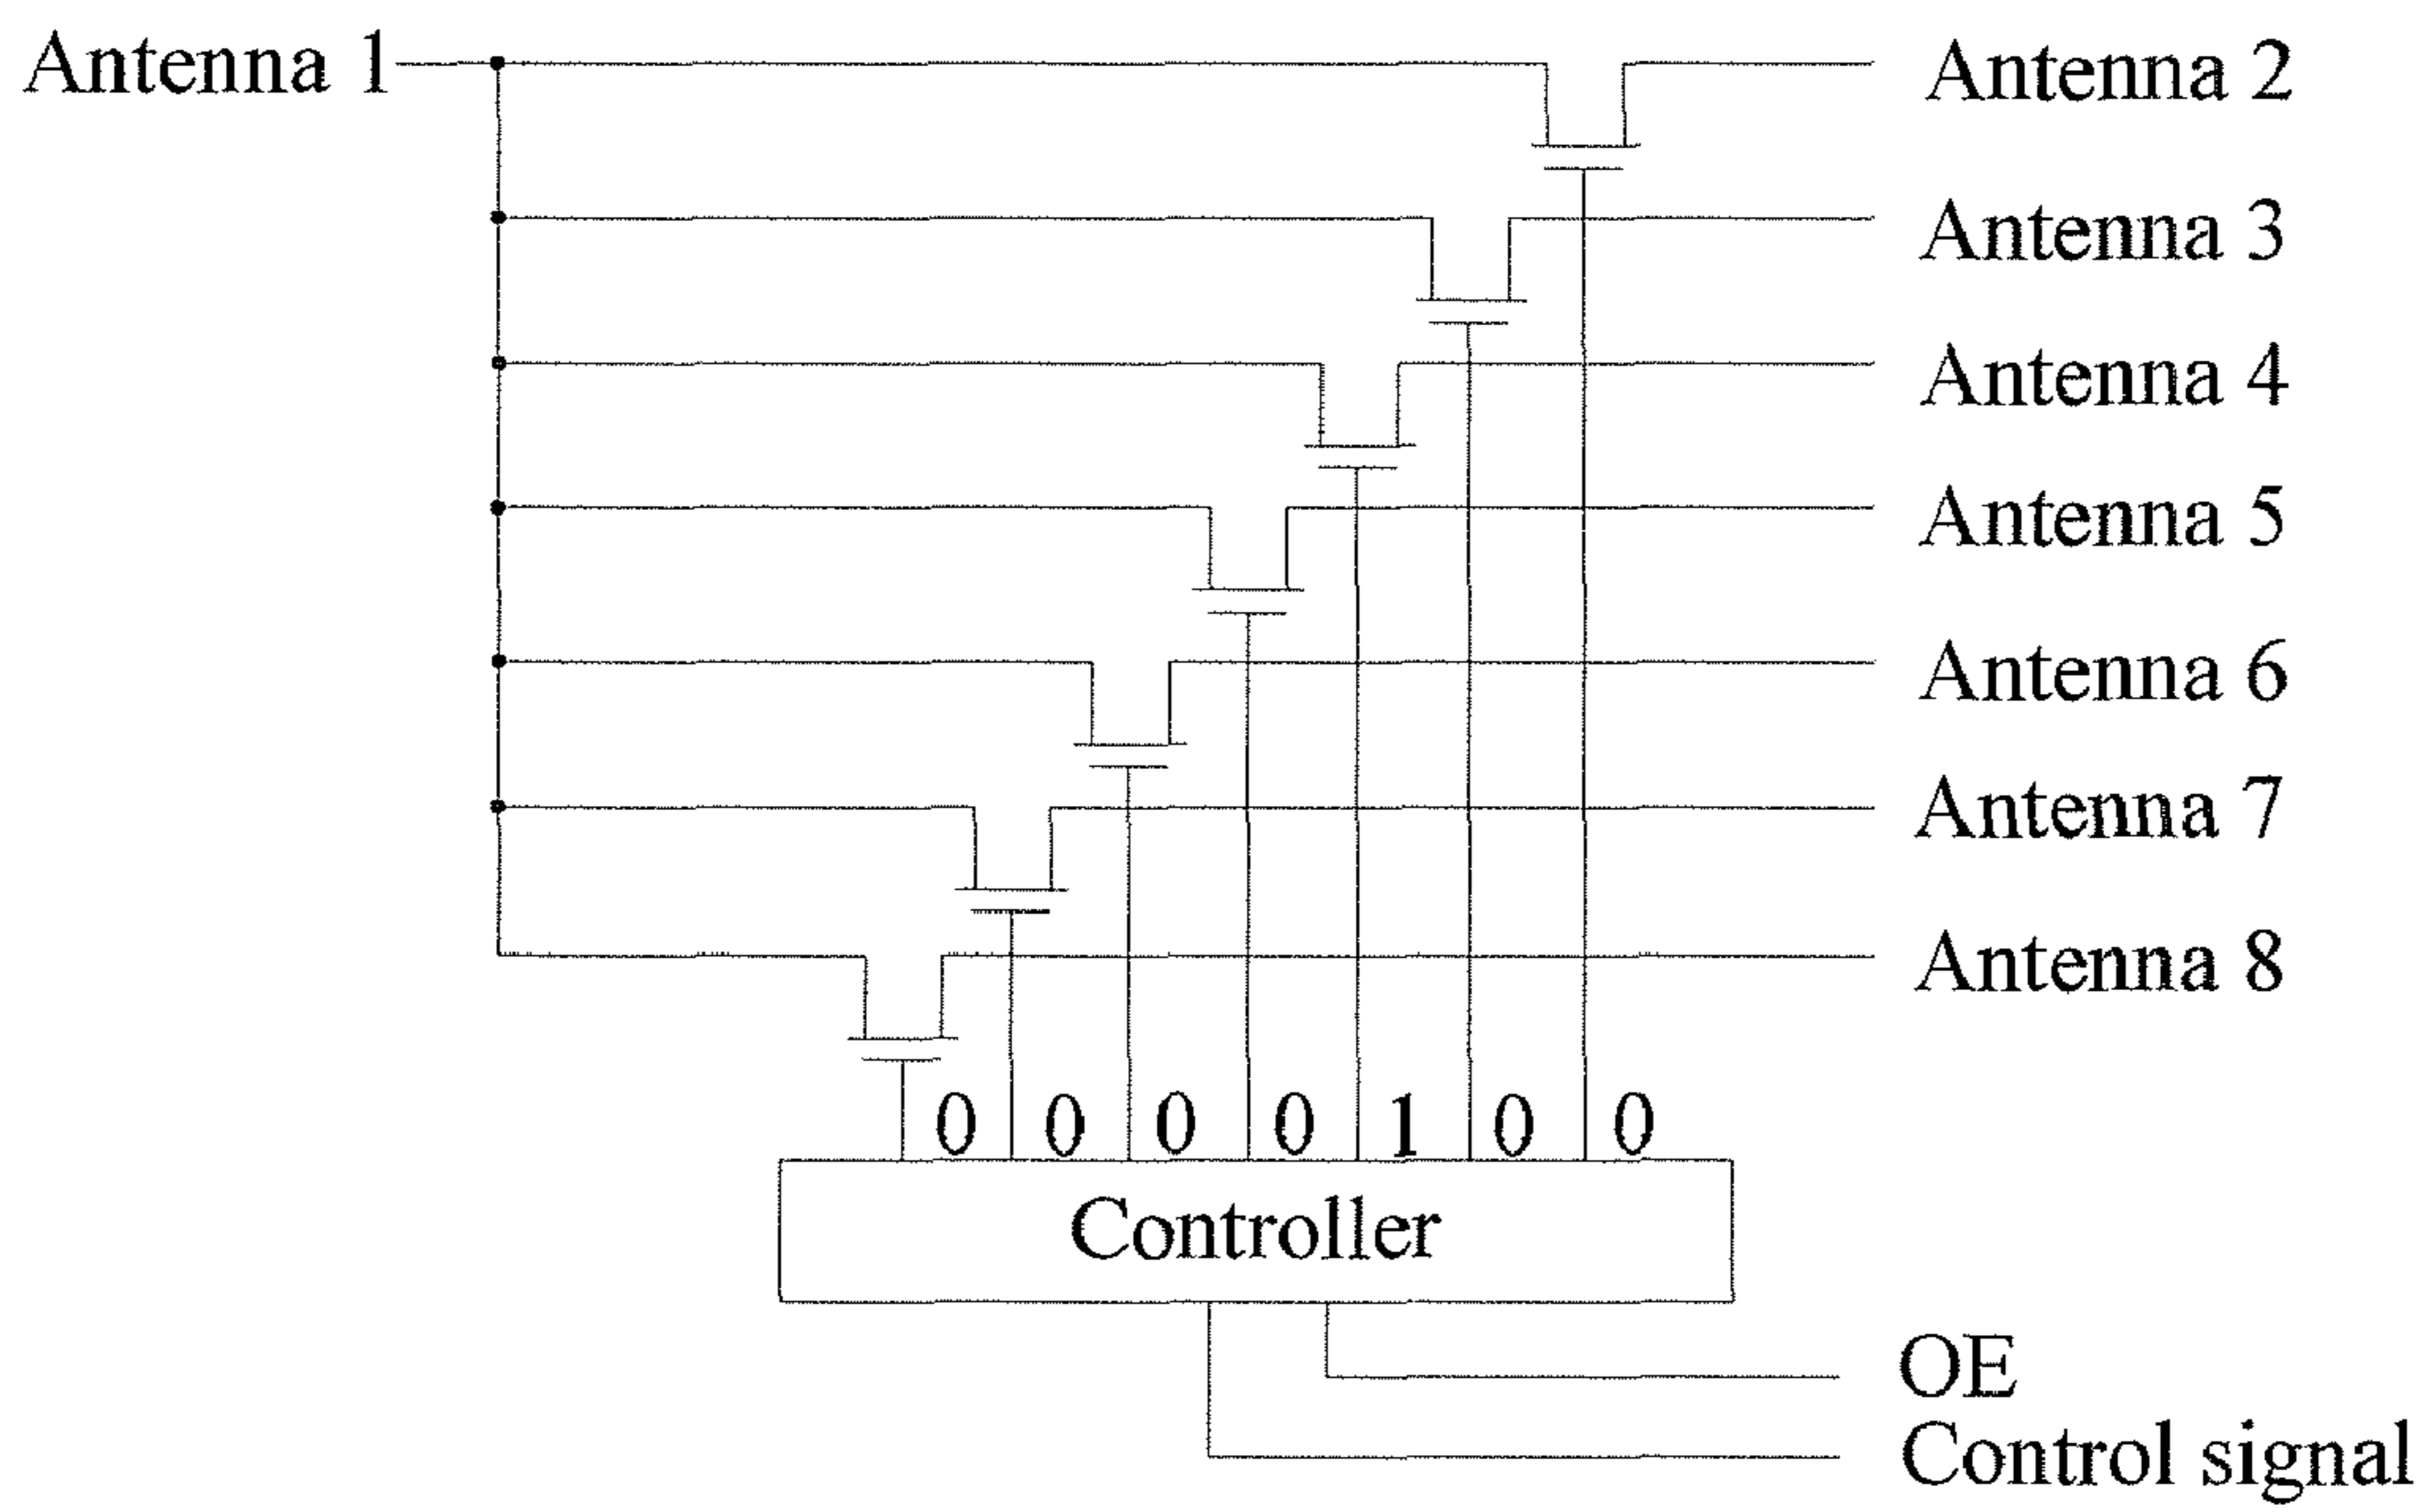 Antenna 1
Antenna 2
Antenna 3
Antenna 4
Antenna 5
Antenna 6
Antenna 7
Antenna 8
0 0 0 0 1 0 0
Controller
OE
Control signal